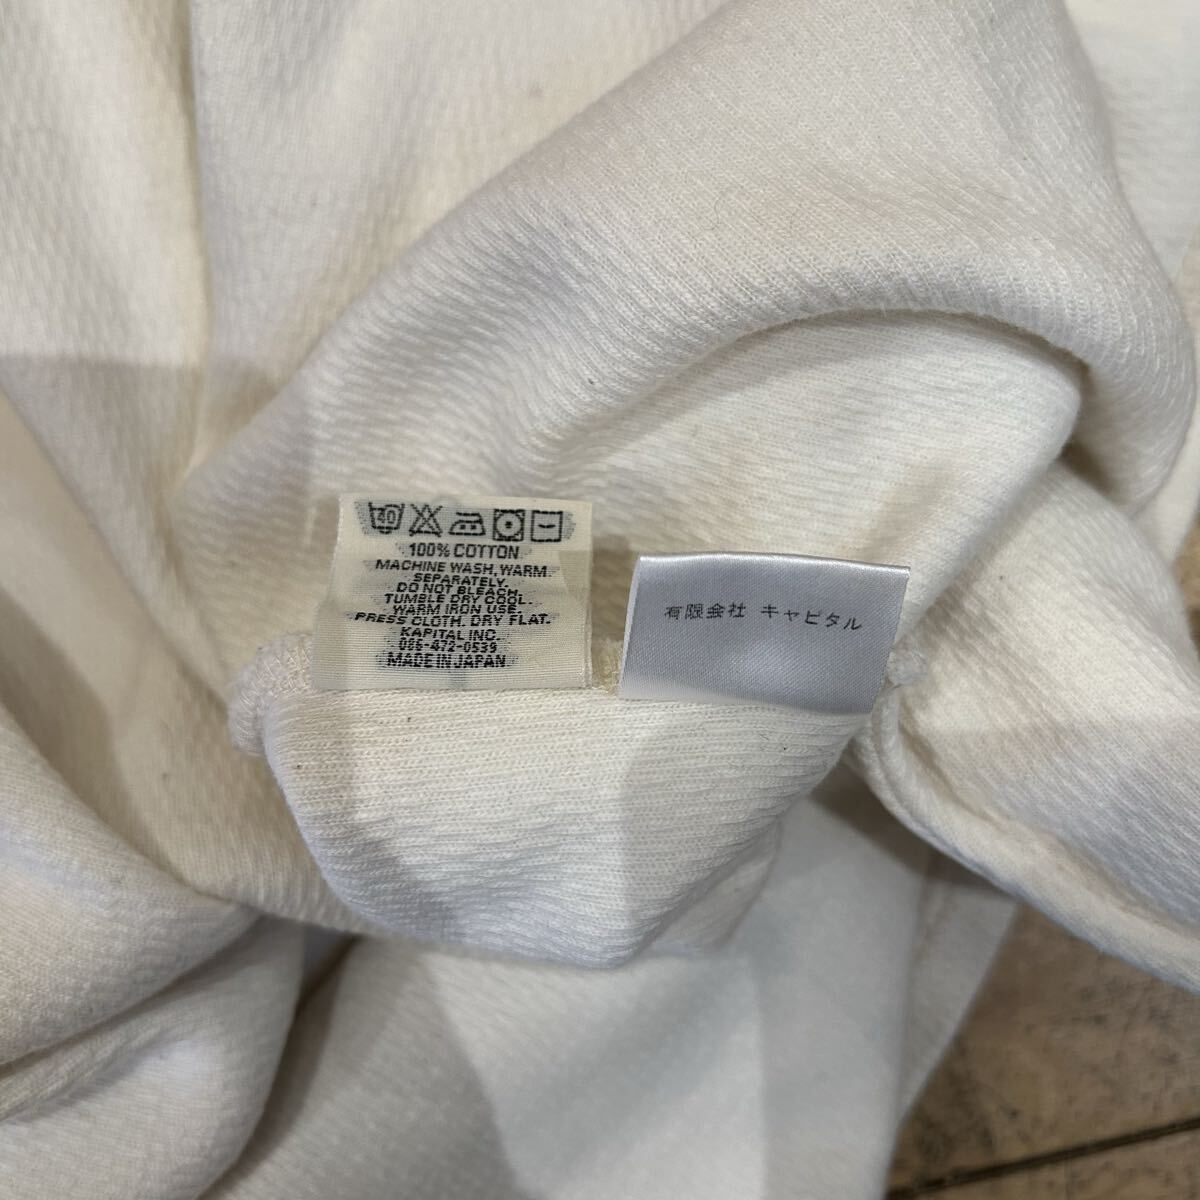 40
100% COTTON
MACHINE WASH, WARM
SEPARATELY.
DO NOT BLEACH.
TUMBLE DRY COOL.
WARM IRON USE.
PRESS CLOTH. DRY FLAT.
KAPITAL INC.
086-472-0539
MADE IN JAPAN
有限会社 キャピタル